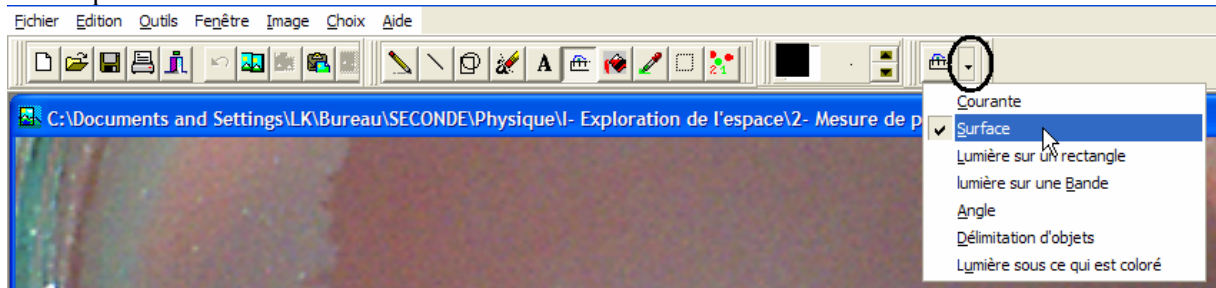 Fichier Edition Outils Fenêtre Image Choix Aide
A
C:\Documents and Settings\LK\Bureau\SECONDE\Physique\I- Exploration de l'espace\2- Mesure de p
Courante
Surface
Lumière sur un rectangle
lumière sur une Bande
Angle
Délimitation d'objets
Lumière sous ce qui est coloré